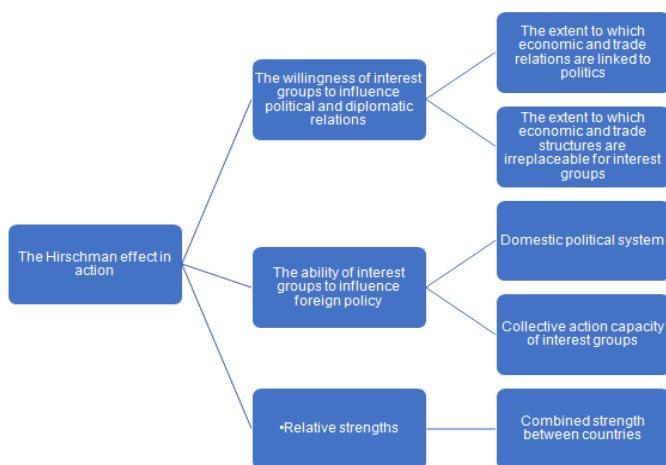 The extent to which
economic and trade
relations are linked to
politics
The willingness of interest
groups to influence
political and diplomatic
relations
The extent to which
economic and trade
structures are
irreplaceable for interest
groups
The Hirschman effect in
action
Domestic political system
The ability of interest
groups to influence
foreign policy
Collective action capacity
of interest groups
•Relative strengths
Combined strength
between countries